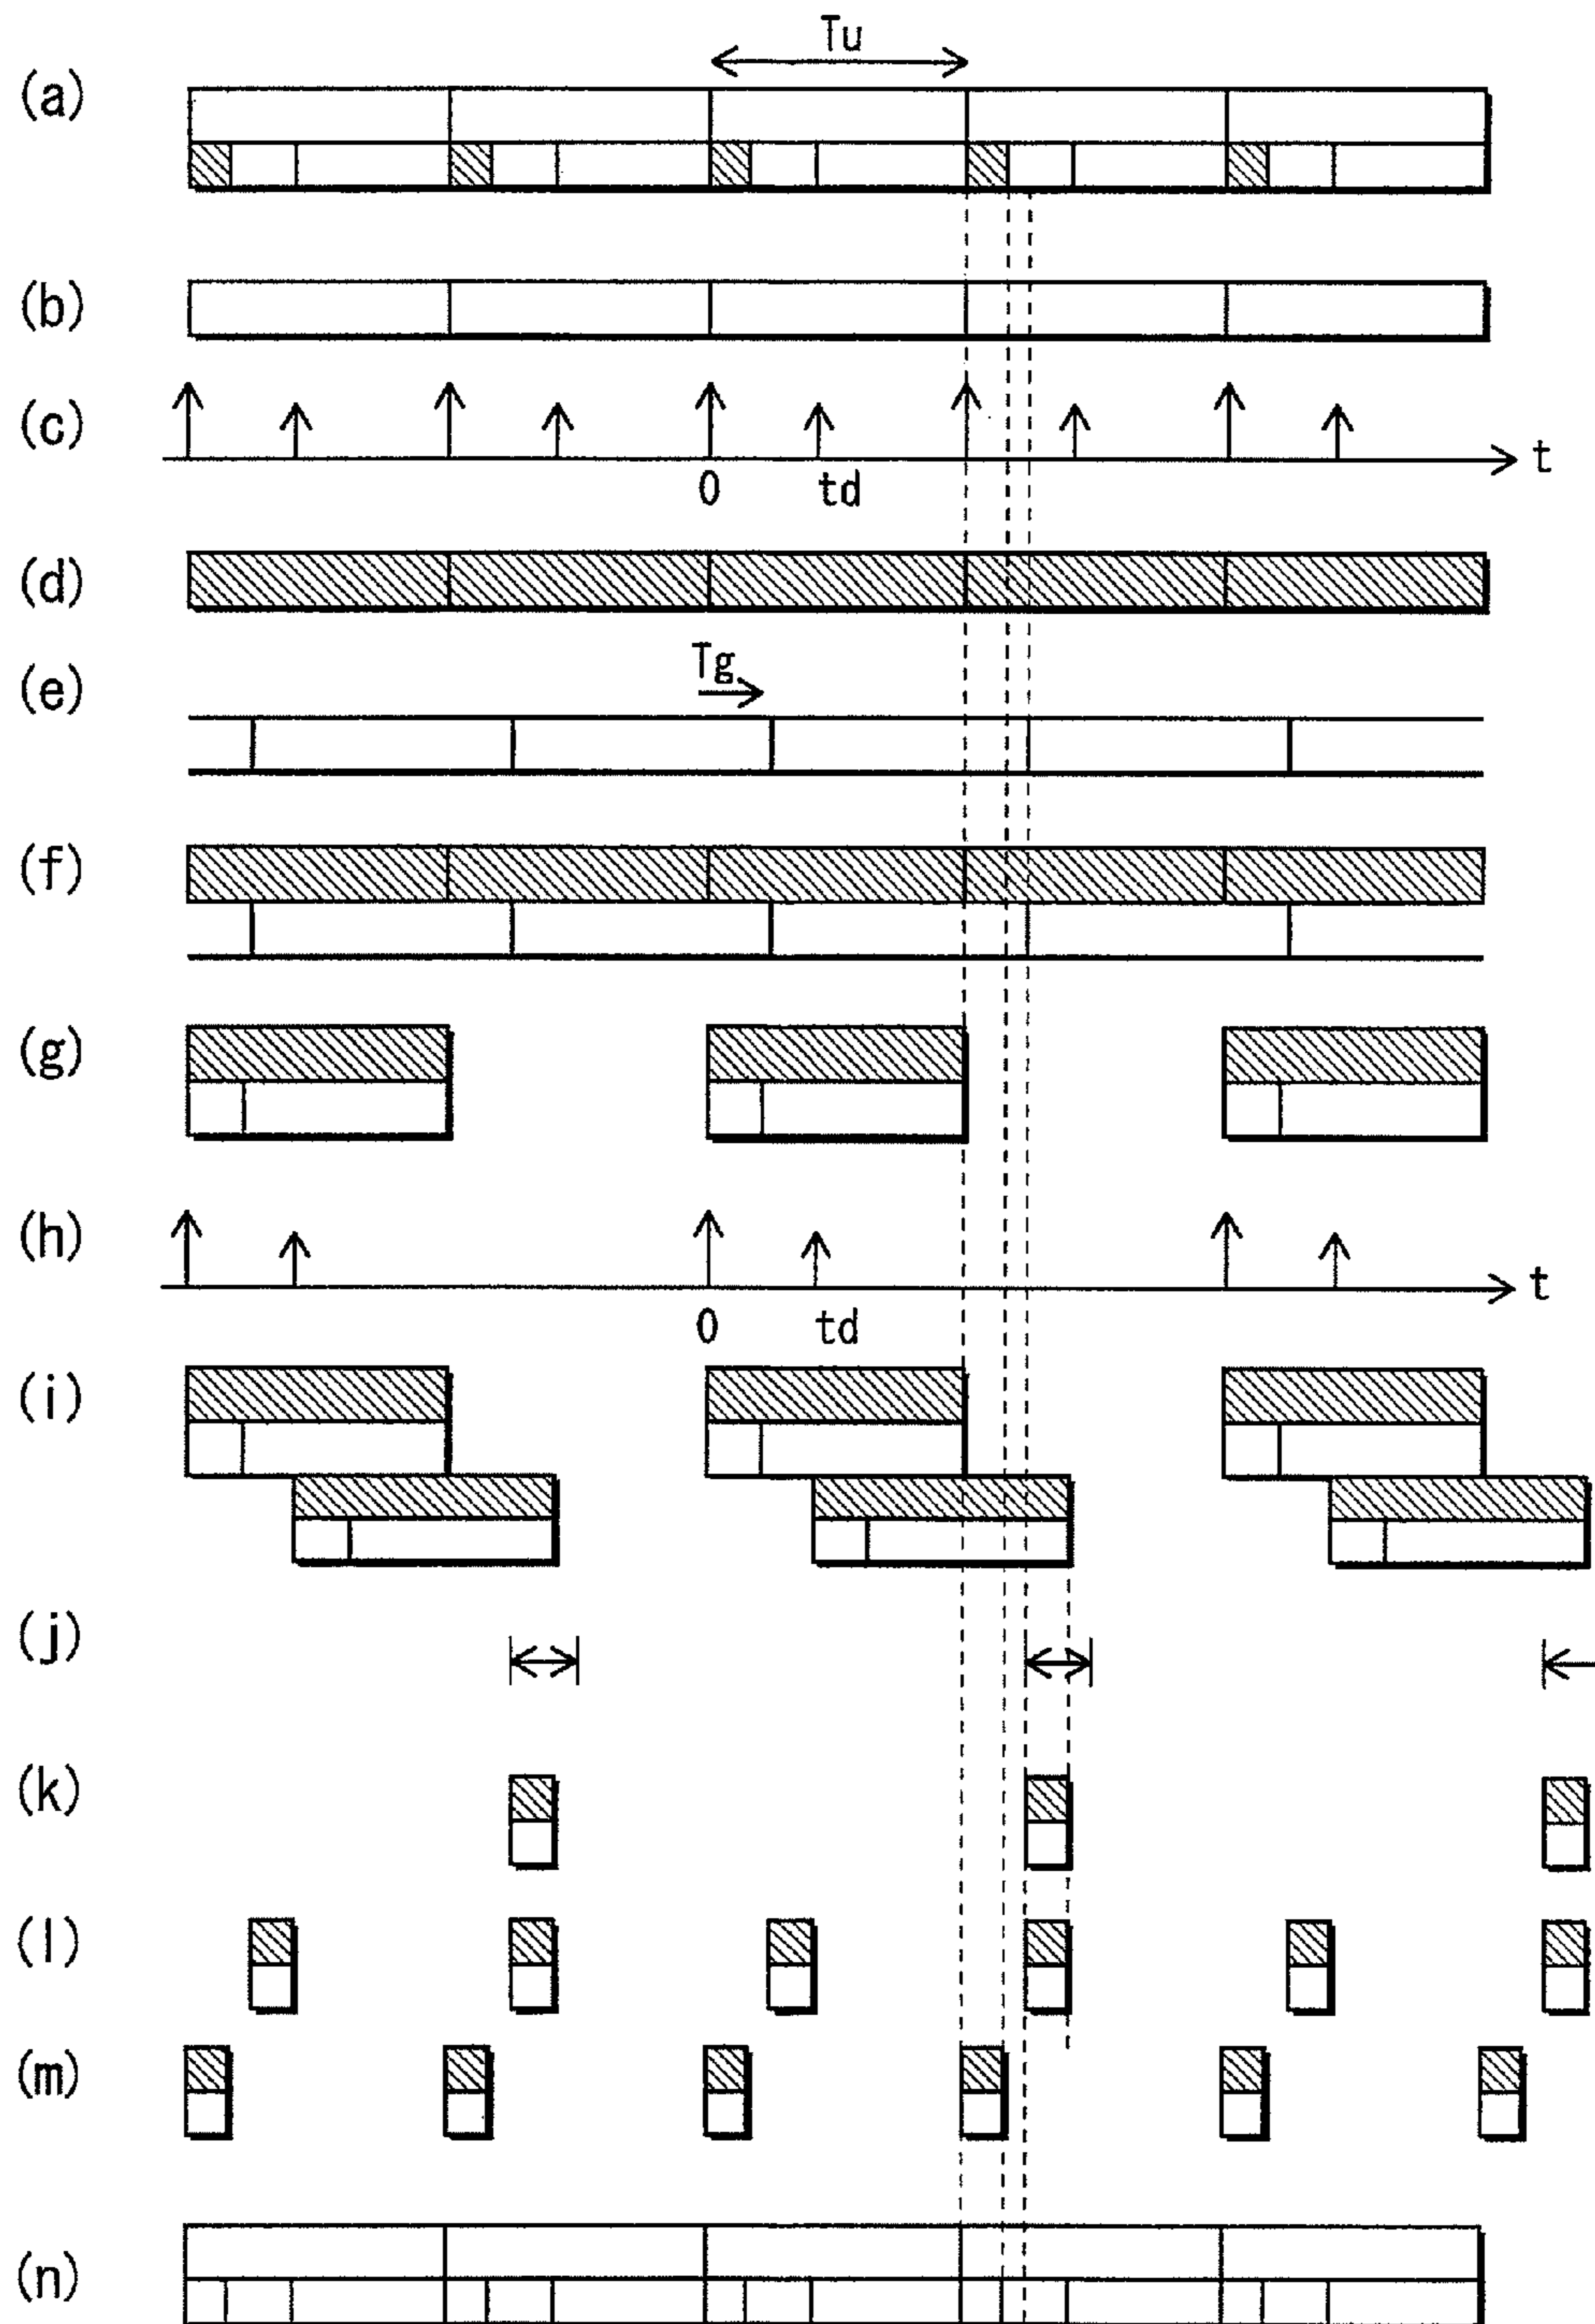 Tu
(a)
(b)
(c)
t
0 td
(d)
Tg
(e)
(f)
(g)
(h)
t
0 td
(i)
(j)
(k)
(l)
(m)
(n)